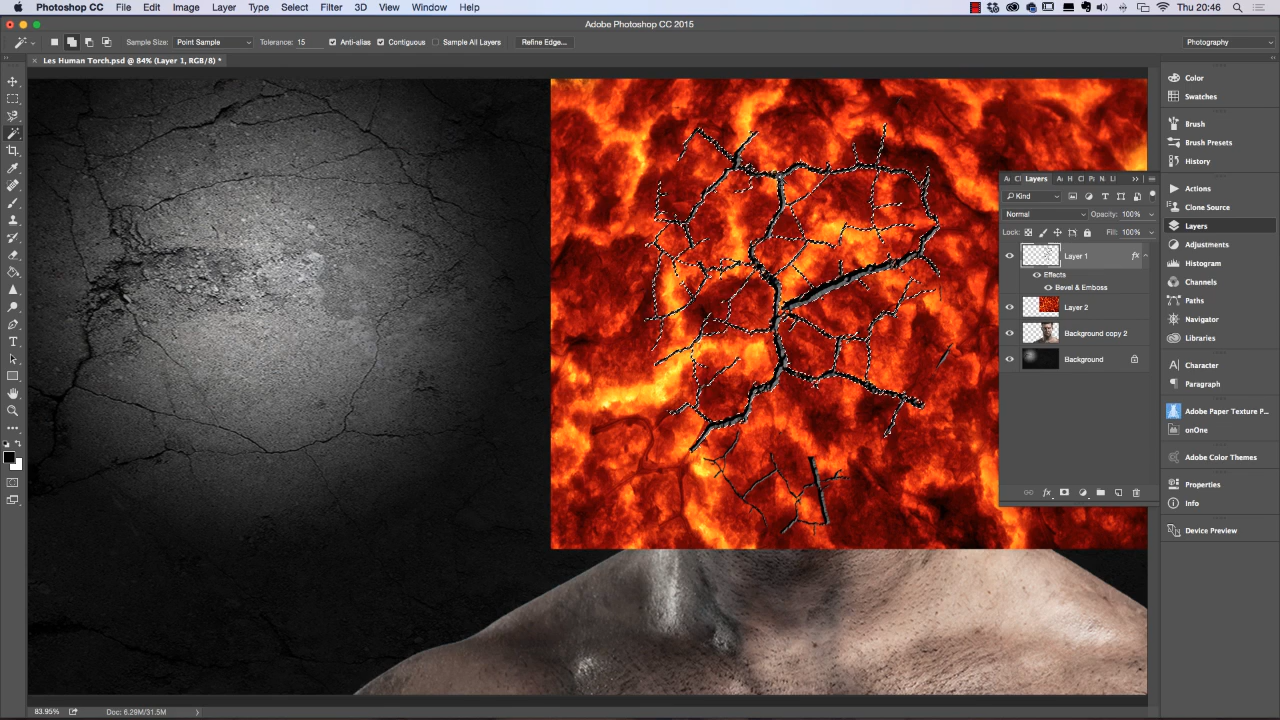 Photoshop CC File Edit Image Layer Type Select Filter 3D View Window Help Thu 20:46
Adobe Photoshop CC 2015
Sample Size: Point Sample Tolerance: 15 Anti-alias Contiguous Sample All Layers Refine Edge... Photography
× Les Human Torch.psd @ 84% (Layer 1, RGB/8) *
Color
Swatches
Brush
Brush Presets
History
Actions
Clone Source
Layers
Adjustments
Histogram
Channels
Paths
Navigator
Libraries
Character
Paragraph
Adobe Paper Texture P...
onOne
Adobe Color Themes
Properties
Info
Device Preview
Layers H Cl N Li
Kind
Normal Opacity: 100%
Lock: Fill: 100%
Layer 1 fx
Effects
Bevel & Emboss
Layer 2
Background copy 2
Background
fx
83.95% Doc: 6.29M/31.5M